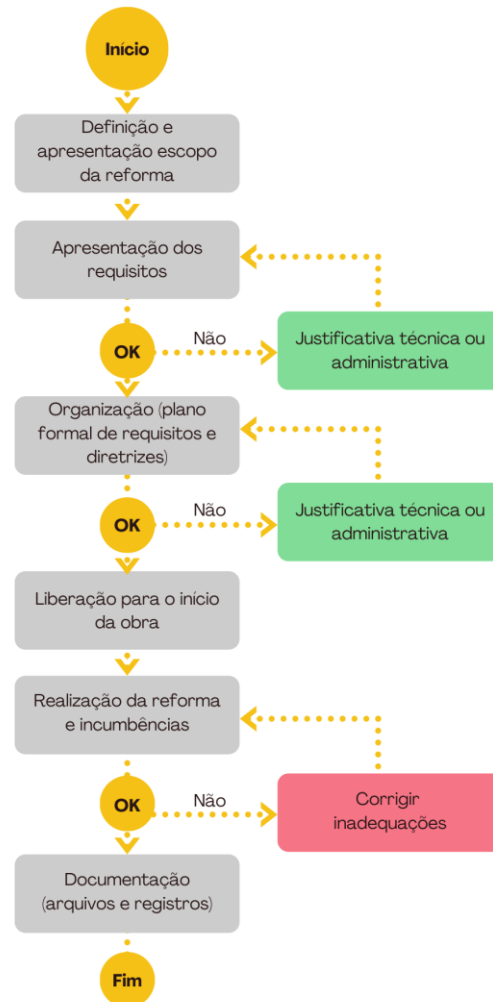 Início
Definição e
apresentação escopo
da reforma
Apresentação dos
requisitos
OK
Não
Justificativa técnica ou
administrativa
Organização (plano
formal de requisitos e
diretrizes)
OK
Não
Justificativa técnica ou
administrativa
Liberação para o início
da obra
Realização da reforma
e incumbências
OK
Não
Corrigir
inadequações
Documentação
(arquivos e registros)
Fim